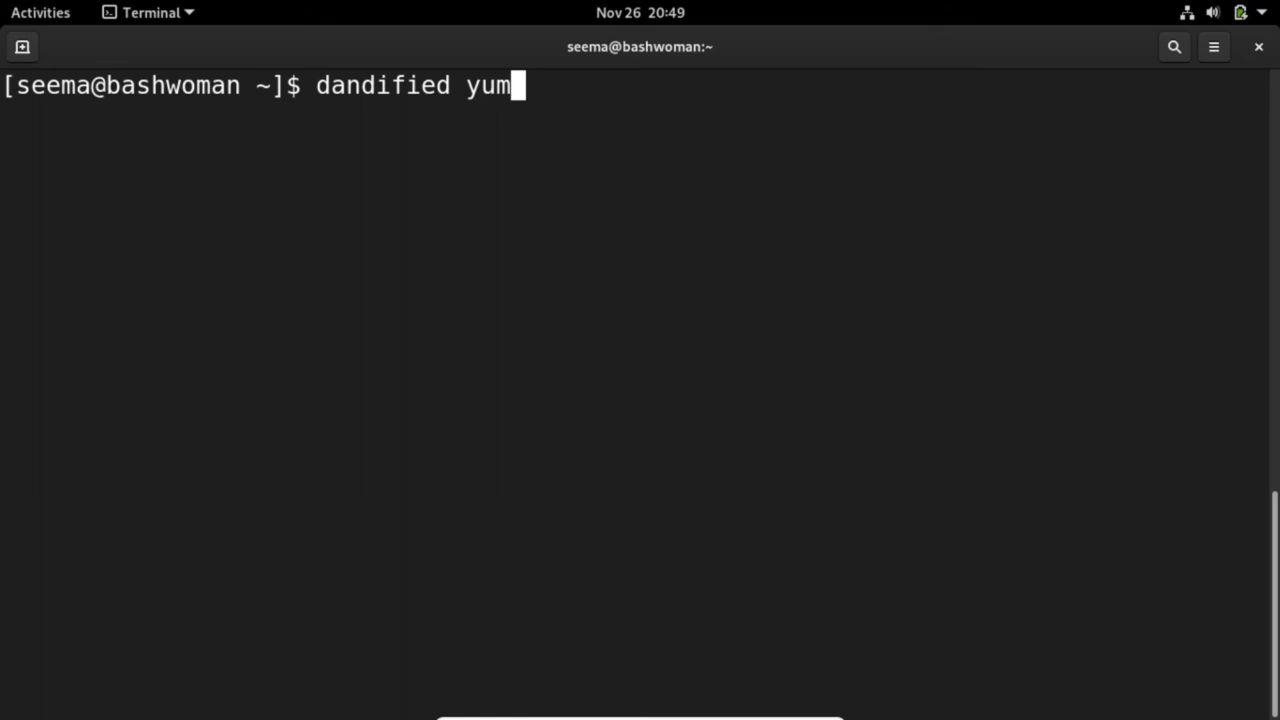 Activities Terminal Nov 26 20:49
seema@bashwoman:~
[seema@bashwoman ~]$ dandified yum